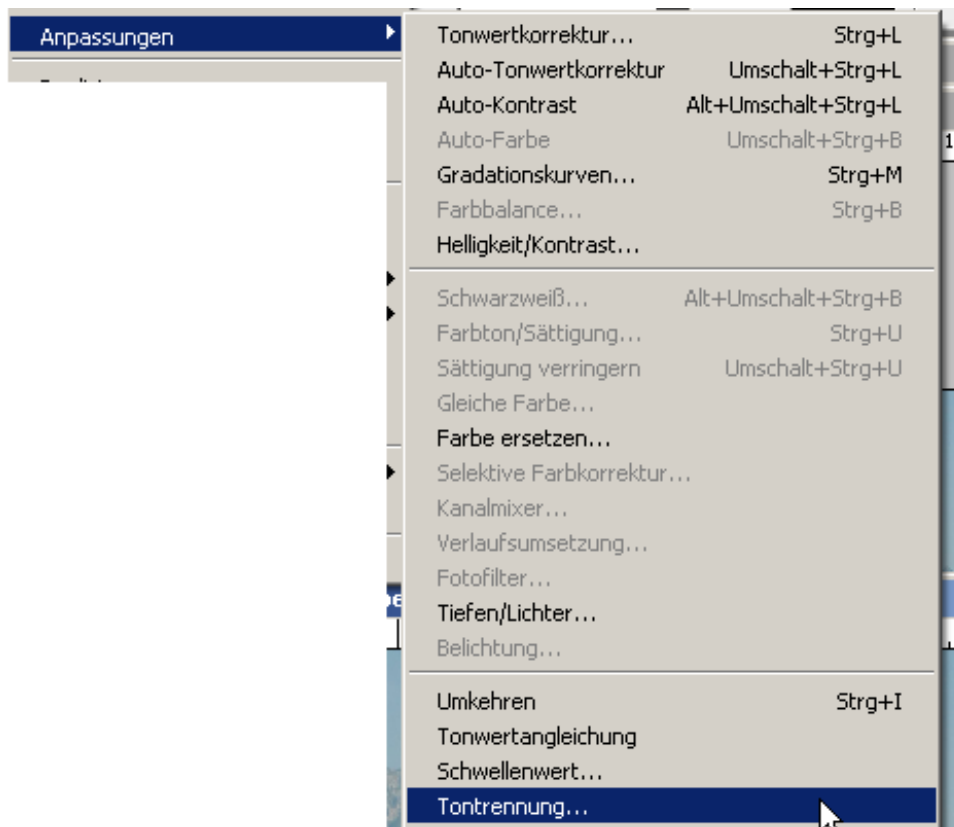 Anpassungen
Tonwertkorrektur... Strg+L
Auto-Tonwertkorrektur Umschalt+Strg+L
Auto-Kontrast Alt+Umschalt+Strg+L
Auto-Farbe Umschalt+Strg+B
Gradationskurven... Strg+M
Farbbalance... Strg+B
Helligkeit/Kontrast...
Schwarzweiß... Alt+Umschalt+Strg+B
Farbton/Sättigung... Strg+U
Sättigung verringern Umschalt+Strg+U
Gleiche Farbe...
Farbe ersetzen...
Selektive Farbkorrektur...
Kanalmixer...
Verlaufsumsetzung...
Fotofilter...
Tiefen/Lichter...
Belichtung...
Umkehren Strg+I
Tonwertangleichung
Schwellenwert...
Tontrennung...